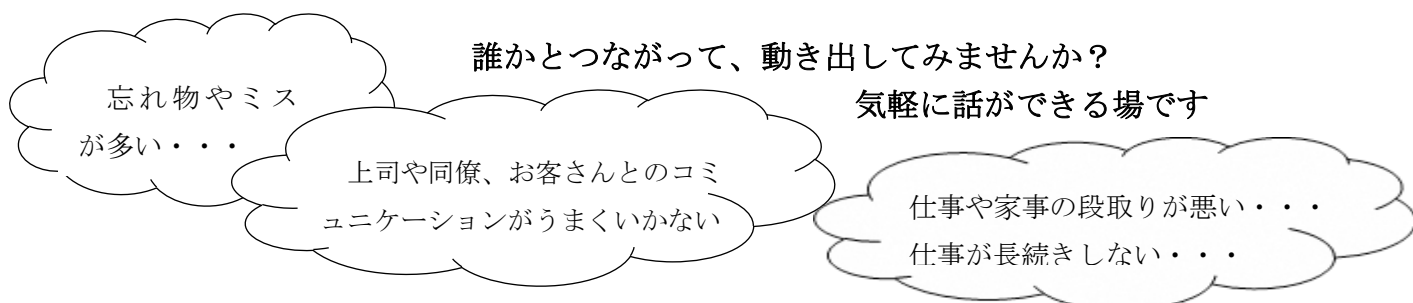 誰かとつながって、動き出してみませんか？
気軽に話ができる場です
忘れ物やミス
が多い・・・
上司や同僚、お客さんとのコミ
ュニケーションがうまくいかない
仕事や家事の段取りが悪い・・・
仕事が長続きしない・・・